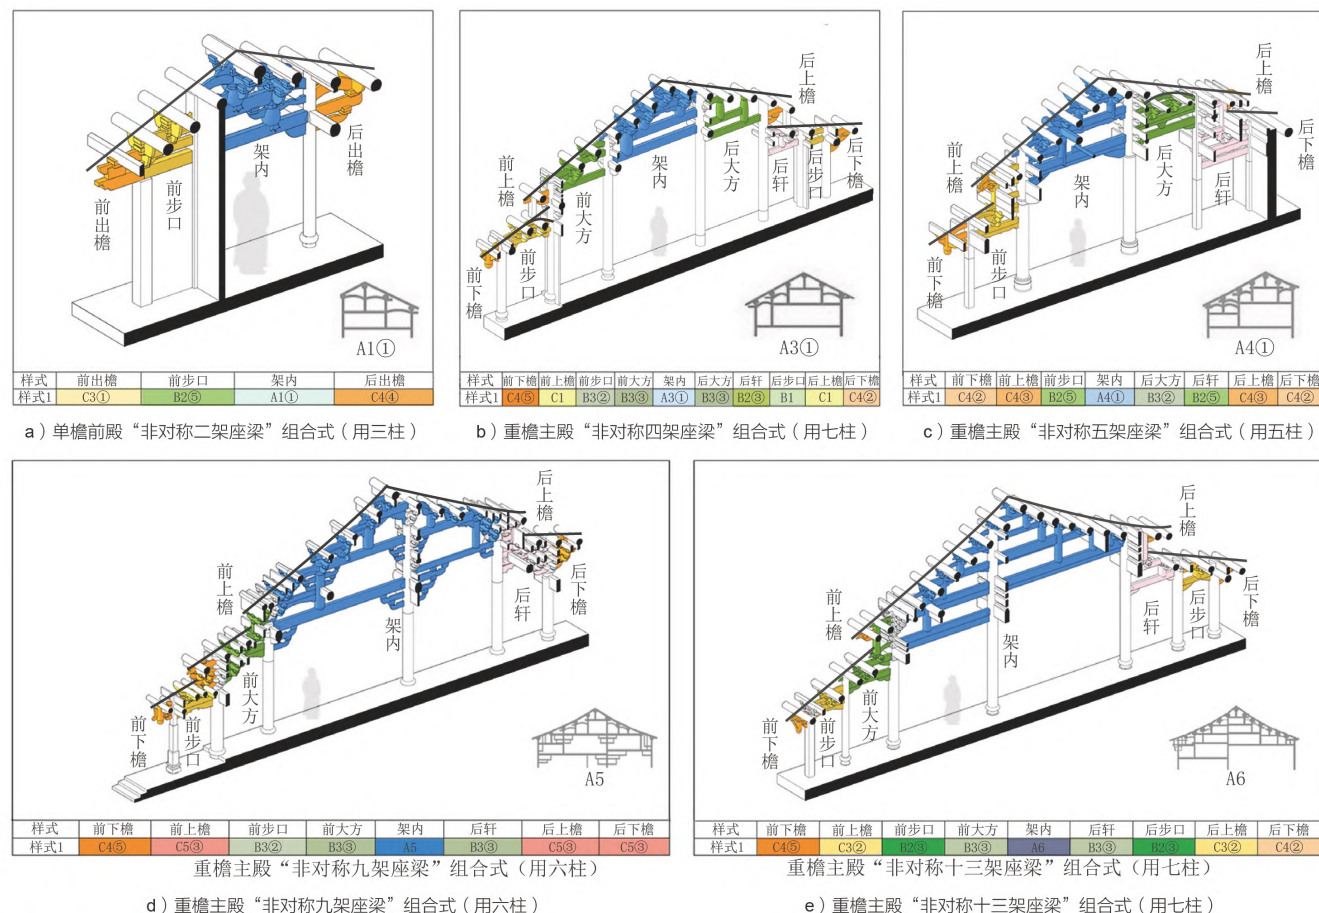 前出檐
前步口
架内
后出檐
A1①
样式 前出檐 前步口 架内 后出檐
样式1 C3① B2⑤ A1① C4④
a）单檐前殿“非对称二架座梁”组合式（用三柱）
前下檐
前上檐
前步口
前大方
架内
后大方
后轩
后上檐
后步口
后下檐
A3①
样式 前下檐 前上檐 前步口 前大方 架内 后大方 后轩 后步口 后上檐 后下檐
样式1 C4⑤ C1 B3② B3③ A3① B3③ B2③ B1 C1 C4②
b）重檐主殿“非对称四架座梁”组合式（用七柱）
前下檐
前上檐
前步口
架内
后大方
后轩
后上檐
后下檐
A4①
样式 前下檐 前上檐 前步口 架内 后大方 后轩 后上檐 后下檐
样式1 C4② C4③ B2⑤ A4① B3② B2⑤ C4③ C4②
c）重檐主殿“非对称五架座梁”组合式（用五柱）
前下檐
前上檐
前步口
前大方
架内
后轩
后上檐
后下檐
A5
样式 前下檐 前上檐 前步口 前大方 架内 后轩 后上檐 后下檐
样式1 C4⑤ C5③ B3② B3③ A5 B3③ C5③ C5③
重檐主殿“非对称九架座梁”组合式（用六柱）
d）重檐主殿“非对称九架座梁”组合式（用六柱）
前下檐
前上檐
前步口
前大方
架内
后轩
后上檐
后步口
后下檐
A6
样式 前下檐 前上檐 前步口 前大方 架内 后轩 后步口 后上檐 后下檐
样式1 C4⑤ C3② B2③ B3③ A6 B3③ B2③ C3② C4②
重檐主殿“非对称十三架座梁”组合式（用七柱）
e）重檐主殿“非对称十三架座梁”组合式（用七柱）